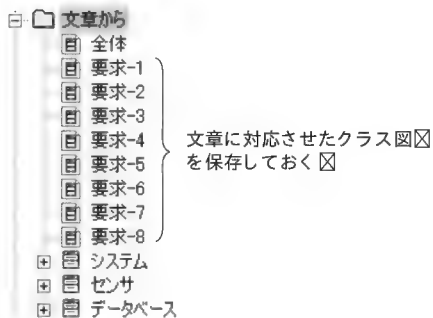 文章から
全体
要求-1
要求-2
要求-3
要求-4
要求-5
要求-6
要求-7
要求-8
文章に対応させたクラス図
を保存しておく
システム
センサ
データベース